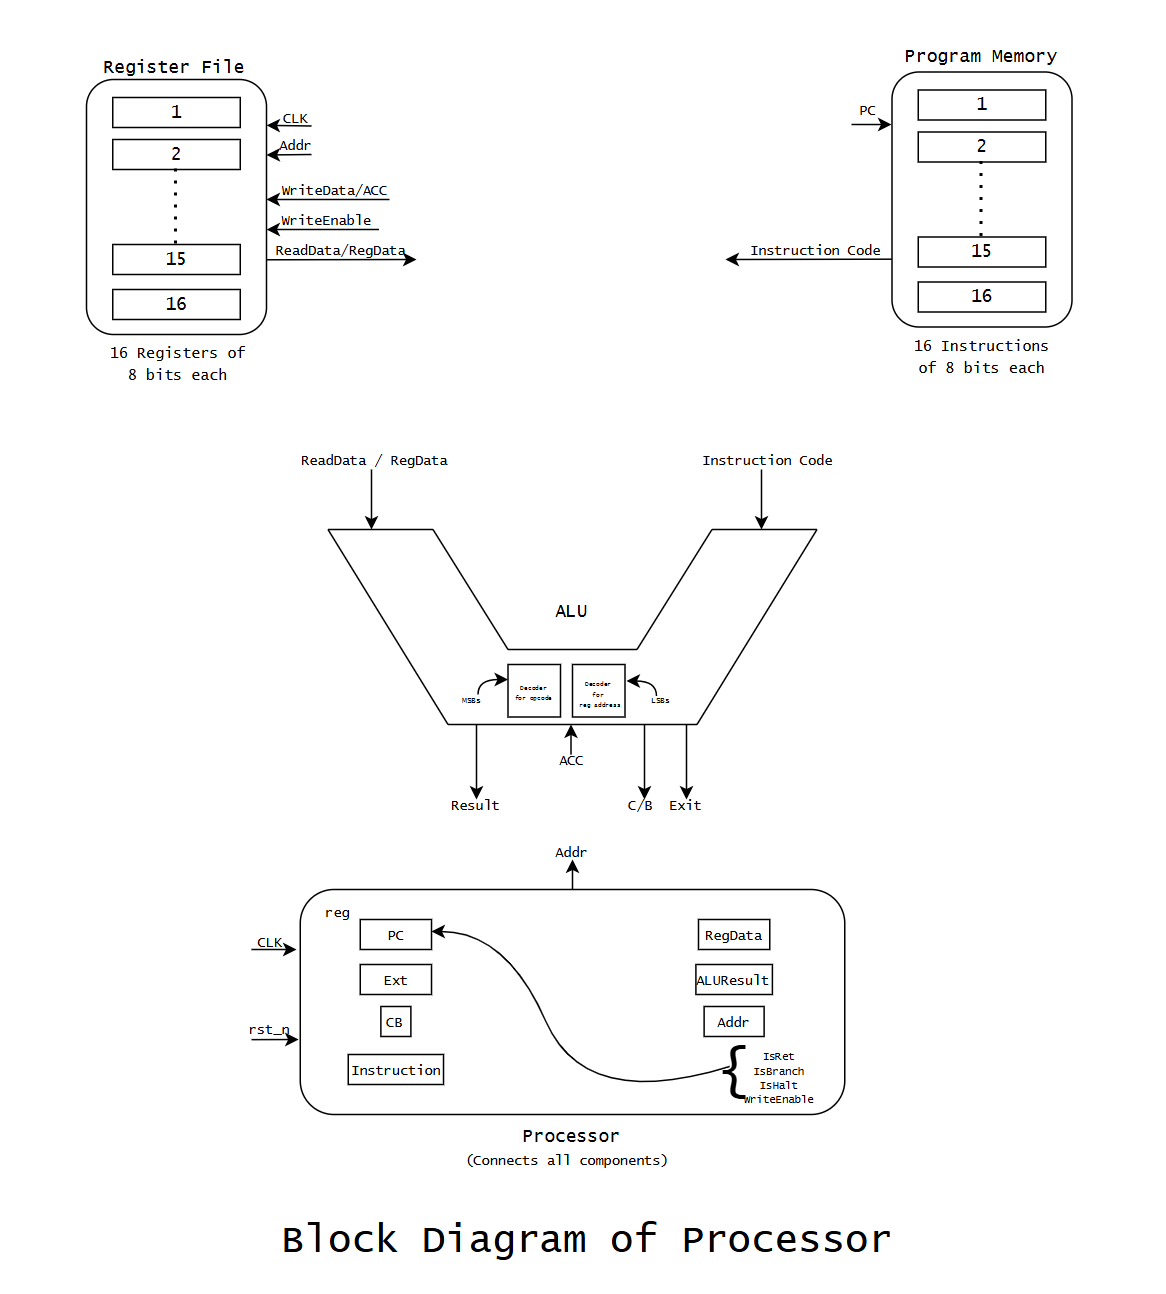 Register File
1
2
15
16
16 Registers of
8 bits each
CLK
Addr
WriteData/ACC
WriteEnable
ReadData/RegData
Program Memory
PC
1
2
15
16
Instruction Code
16 Instructions
of 8 bits each
ReadData / RegData
Instruction Code
ALU
MSBs
Decoder
for opcode
Decoder
for
reg address
LSBs
ACC
Result
C/B
Exit
Addr
CLK
rst_n
reg
PC
Ext
CB
Instruction
RegData
ALUResult
Addr
{
IsRet
IsBranch
IsHalt
WriteEnable
Processor
(Connects all components)
Block Diagram of Processor